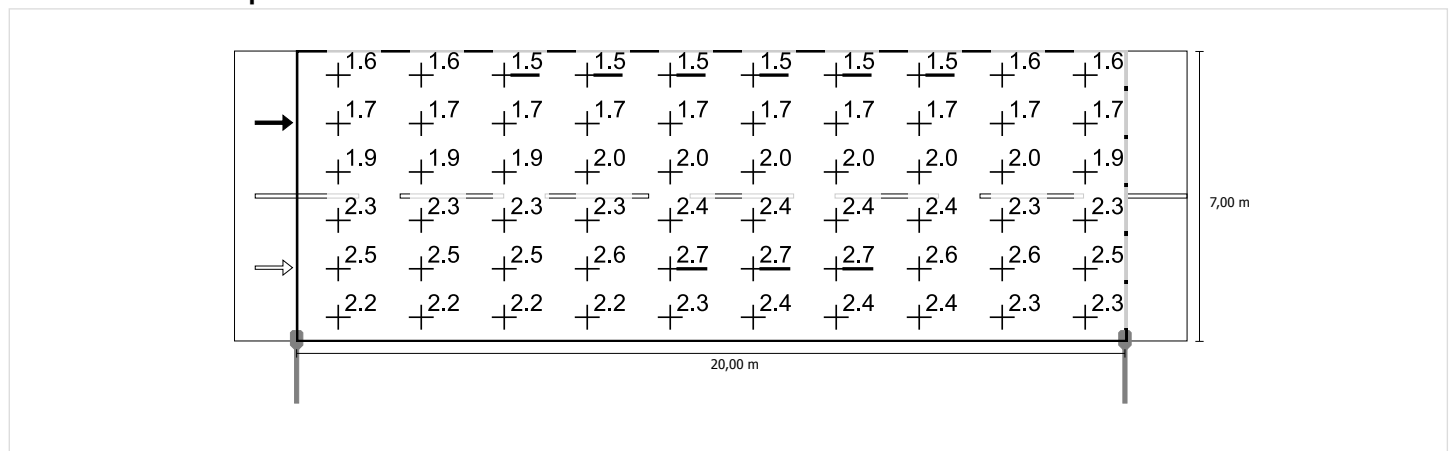 1.6 1.6 1.5 1.5 1.5 1.5 1.5 1.5 1.6 1.6
1.7 1.7 1.7 1.7 1.7 1.7 1.7 1.7 1.7 1.7
1.9 1.9 1.9 2.0 2.0 2.0 2.0 2.0 2.0 1.9
7,00 m
2.3 2.3 2.3 2.3 2.4 2.4 2.4 2.4 2.3 2.3
2.5 2.5 2.5 2.6 2.7 2.7 2.7 2.6 2.6 2.5
2.2 2.2 2.2 2.2 2.3 2.4 2.4 2.4 2.3 2.3
20,00 m